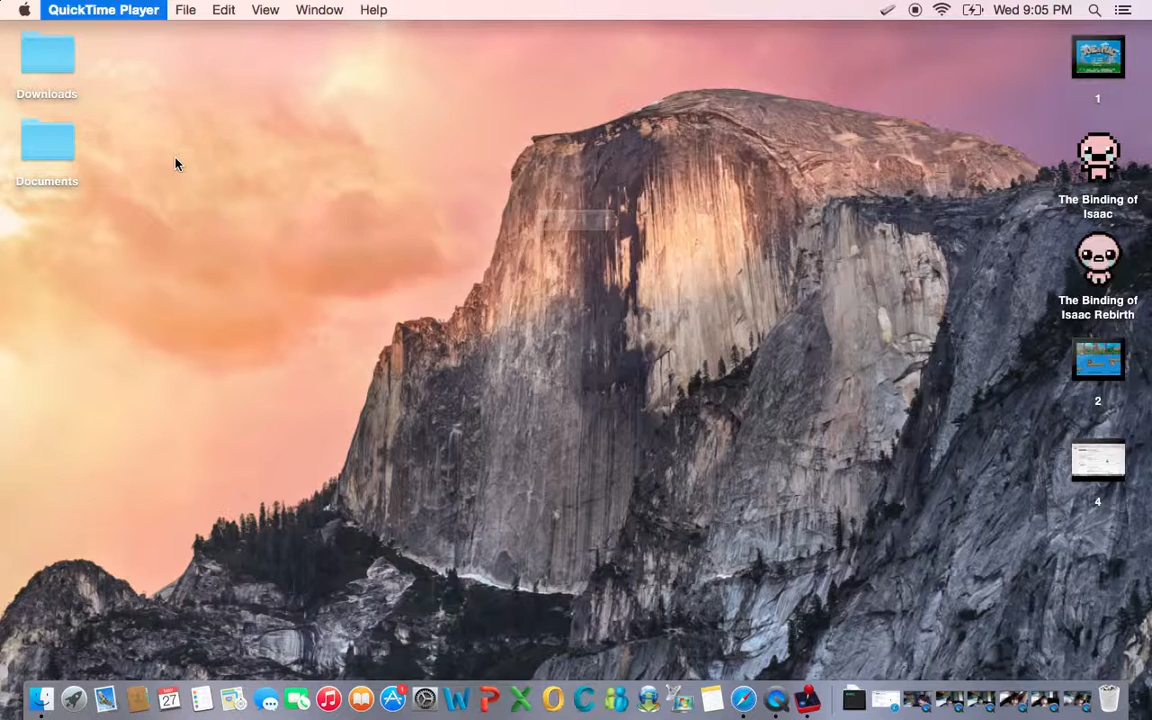 QuickTime Player File Edit View Window Help Wed 9:05 PM
Downloads
Documents
1
The Binding of
Isaac
The Binding of
Isaac Rebirth
2
4